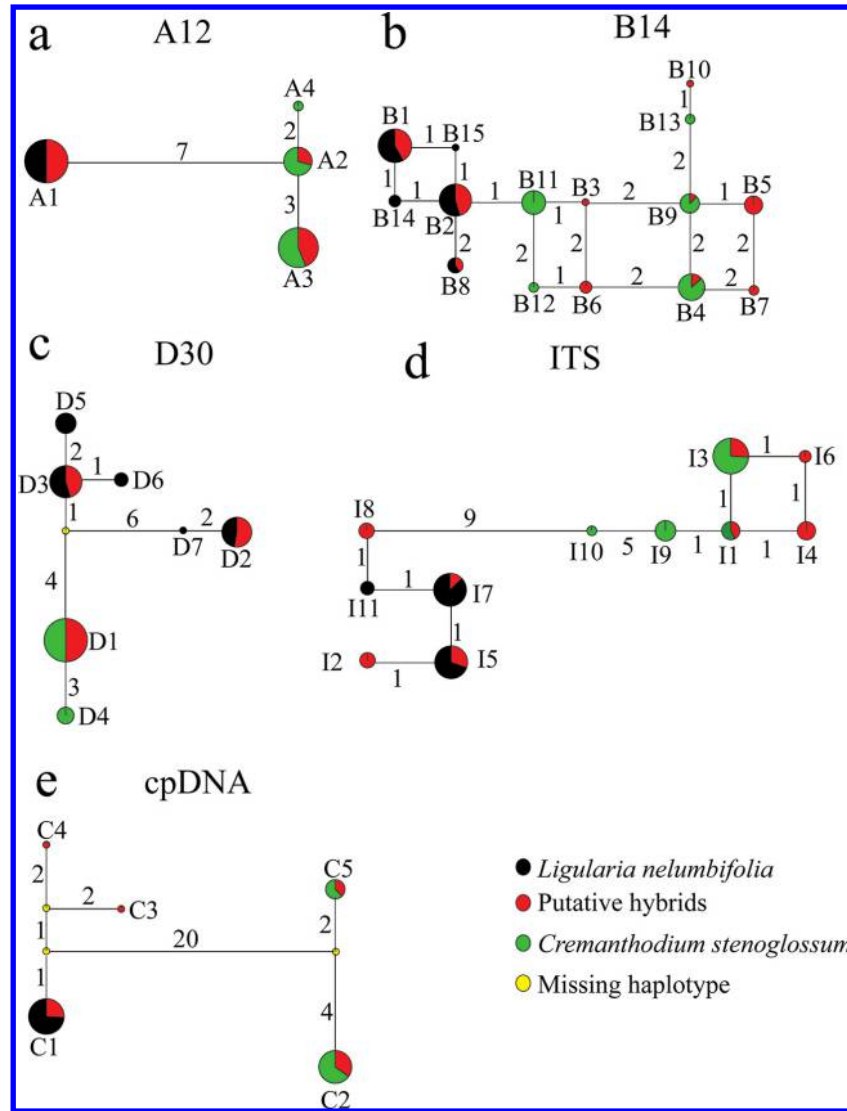 a A12
A4
2
7
A2
A1
3
A3
b B14
B10
1
B13
B1
1
B15
2
1
1
B11
B3
2
B9
1
B5
B14
1
B2
1
1
2
2
2
2
2
B8
B12
1
B6
2
B4
2
B7
c D30
D5
2
D3
1
D6
1
6
2
D7
D2
4
D1
3
D4
d ITS
I3
1
I6
1
1
I8
9
I10
5
I9
1
I1
1
I4
1
I11
1
I7
1
I2
1
I5
e cpDNA
C4
2
2
C3
C5
1
20
2
1
4
C1
C2
Ligularia nelumbifolia
Putative hybrids
Cremanthodium stenoglossum
Missing haplotype